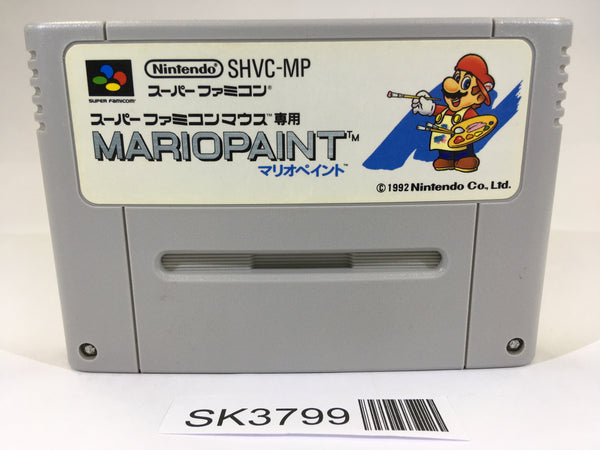 SUPER FAMICOM
Nintendo® SHVC-MP
スーパーファミコン®
スーパーファミコンマウス™専用
MARIOPAINT™
マリオペイント™
©1992 Nintendo Co., Ltd.
SK3799